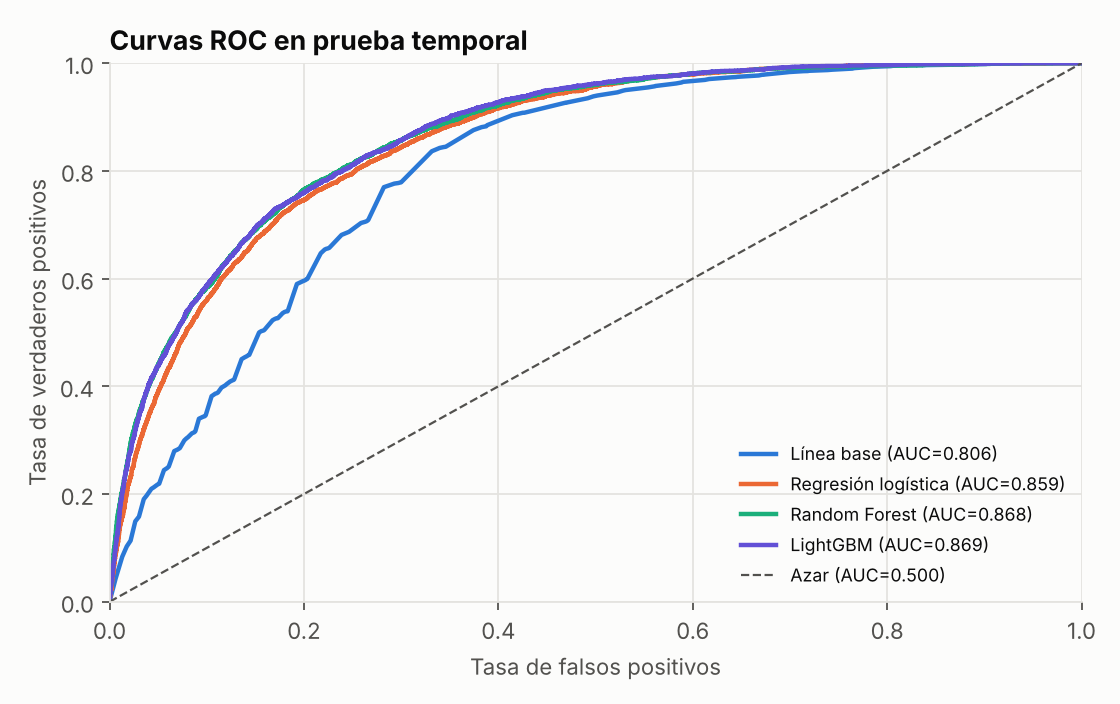 Curvas ROC en prueba temporal
1.0
0.8
0.6
0.4
0.2
0.0
Tasa de verdaderos positivos
Línea base (AUC=0.806)
Regresión logística (AUC=0.859)
Random Forest (AUC=0.868)
LightGBM (AUC=0.869)
Azar (AUC=0.500)
0.0 0.2 0.4 0.6 0.8 1.0
Tasa de falsos positivos